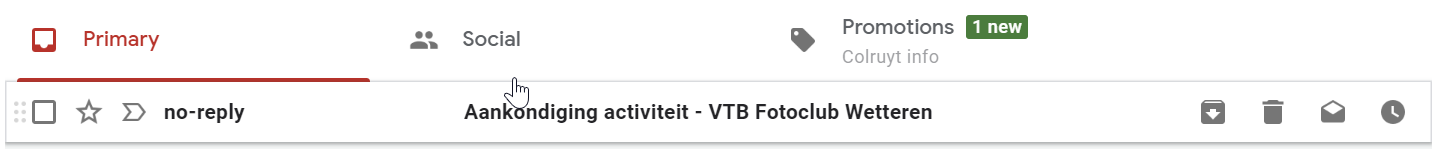 Primary
Social
Promotions 1 new
Colruyt info
no-reply Aankondiging activiteit - VTB Fotoclub Wetteren